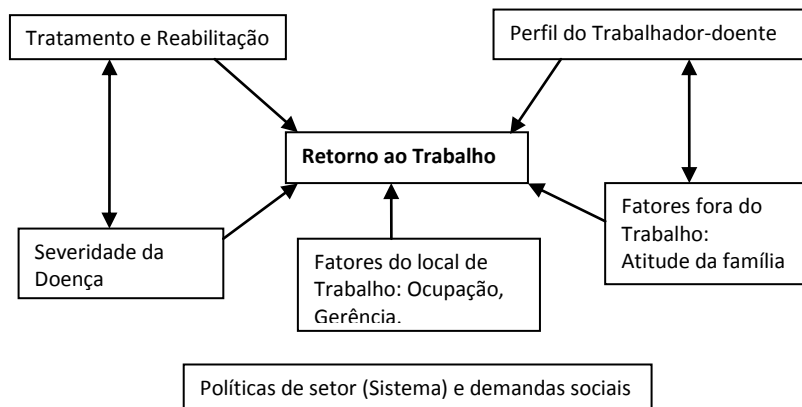 Tratamento e Reabilitação
Perfil do Trabalhador-doente
Retorno ao Trabalho
Severidade da
Doença
Fatores do local de
Trabalho: Ocupação,
Gerência.
Fatores fora do
Trabalho:
Atitude da família
Políticas de setor (Sistema) e demandas sociais